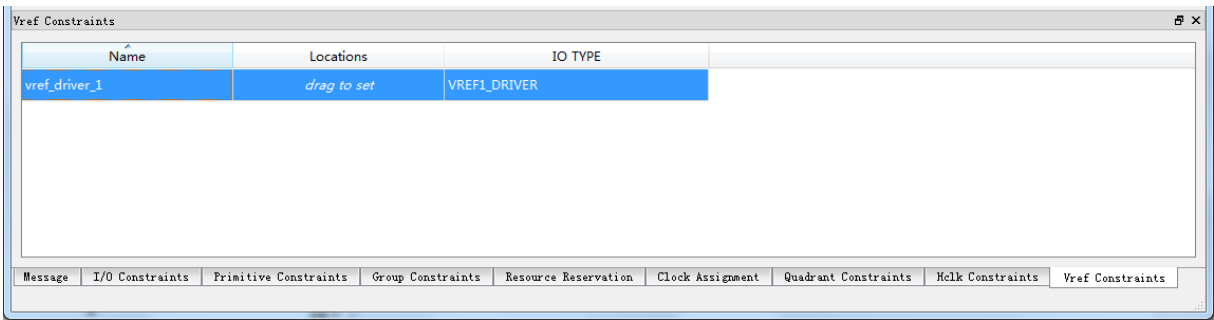 Vref Constraints
Name Locations IO TYPE
vref_driver_1 drag to set VREF1_DRIVER
Message I/O Constraints Primitive Constraints Group Constraints Resource Reservation Clock Assignment Quadrant Constraints Hclk Constraints Vref Constraints